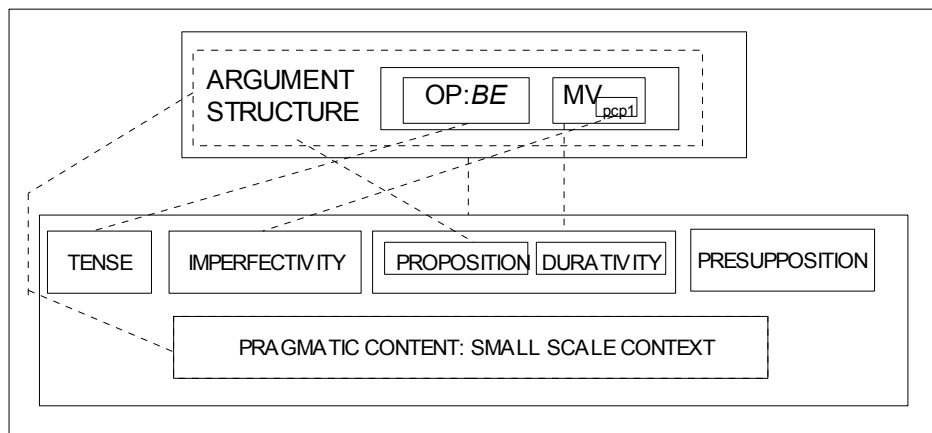 ARGUMENT
STRUCTURE
OP:BE
MV
pcp1
TENSE
IMPERFECTIVITY
PROPOSITION
DURATIVITY
PRESUPPOSITION
PRAGMATIC CONTENT: SMALL SCALE CONTEXT